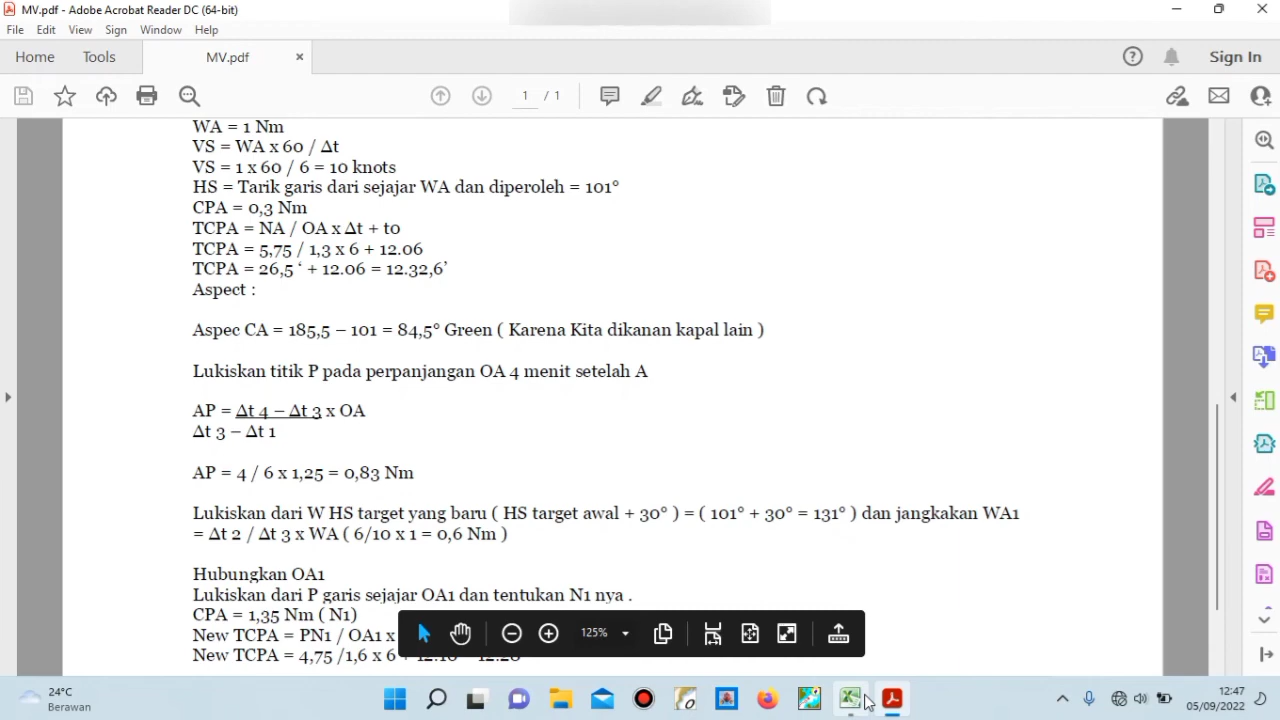 MV.pdf - Adobe Acrobat Reader DC (64-bit)
File Edit View Sign Window Help
Home Tools MV.pdf × Sign In
1 / 1
WA = 1 Nm
VS = WA x 60 / Δt
VS = 1 x 60 / 6 = 10 knots
HS = Tarik garis dari sejajar WA dan diperoleh = 101°
CPA = 0,3 Nm
TCPA = NA / OA x Δt + to
TCPA = 5,75 / 1,3 x 6 + 12.06
TCPA = 26,5 ‘ + 12.06 = 12.32,6’
Aspect :
Aspec CA = 185,5 – 101 = 84,5° Green ( Karena Kita dikanan kapal lain )
Lukiskan titik P pada perpanjangan OA 4 menit setelah A
AP = Δt 4 – Δt 3 x OA
Δt 3 – Δt 1
AP = 4 / 6 x 1,25 = 0,83 Nm
Lukiskan dari W HS target yang baru ( HS target awal + 30° ) = ( 101° + 30° = 131° ) dan jangkakan WA1
= Δt 2 / Δt 3 x WA ( 6/10 x 1 = 0,6 Nm )
Hubungkan OA1
Lukiskan dari P garis sejajar OA1 dan tentukan N1 nya .
CPA = 1,35 Nm ( N1)
New TCPA = PN1 / OA1 x
New TCPA = 4,75 /1,6 x 6 +
125%
24°C
Berawan
12:47
05/09/2022